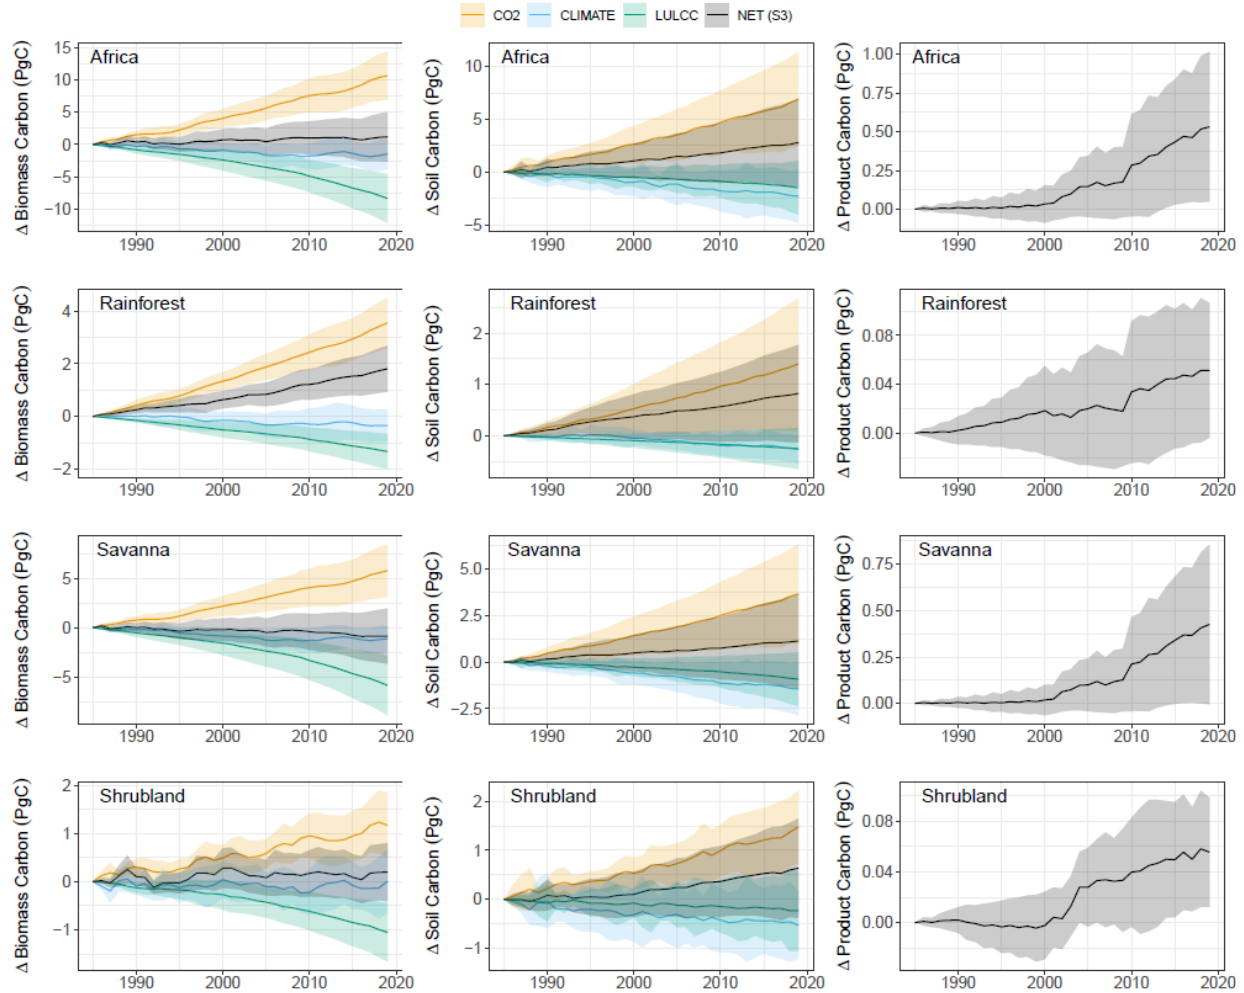 CO2 CLIMATE LULCC NET (S3)
Africa
Δ Biomass Carbon (PgC)
15
10
5
0
−5
−10
1990 2000 2010 2020
Africa
Δ Soil Carbon (PgC)
10
5
0
−5
1990 2000 2010 2020
Africa
Δ Product Carbon (PgC)
1.00
0.75
0.50
0.25
0.00
1990 2000 2010 2020
Rainforest
Δ Biomass Carbon (PgC)
4
2
0
−2
1990 2000 2010 2020
Rainforest
Δ Soil Carbon (PgC)
2
1
0
1990 2000 2010 2020
Rainforest
Δ Product Carbon (PgC)
0.08
0.04
0.00
1990 2000 2010 2020
Savanna
Δ Biomass Carbon (PgC)
5
0
−5
1990 2000 2010 2020
Savanna
Δ Soil Carbon (PgC)
5.0
2.5
0.0
−2.5
1990 2000 2010 2020
Savanna
Δ Product Carbon (PgC)
0.75
0.50
0.25
0.00
1990 2000 2010 2020
Shrubland
Δ Biomass Carbon (PgC)
2
1
0
−1
1990 2000 2010 2020
Shrubland
Δ Soil Carbon (PgC)
2
1
0
−1
1990 2000 2010 2020
Shrubland
Δ Product Carbon (PgC)
0.08
0.04
0.00
1990 2000 2010 2020